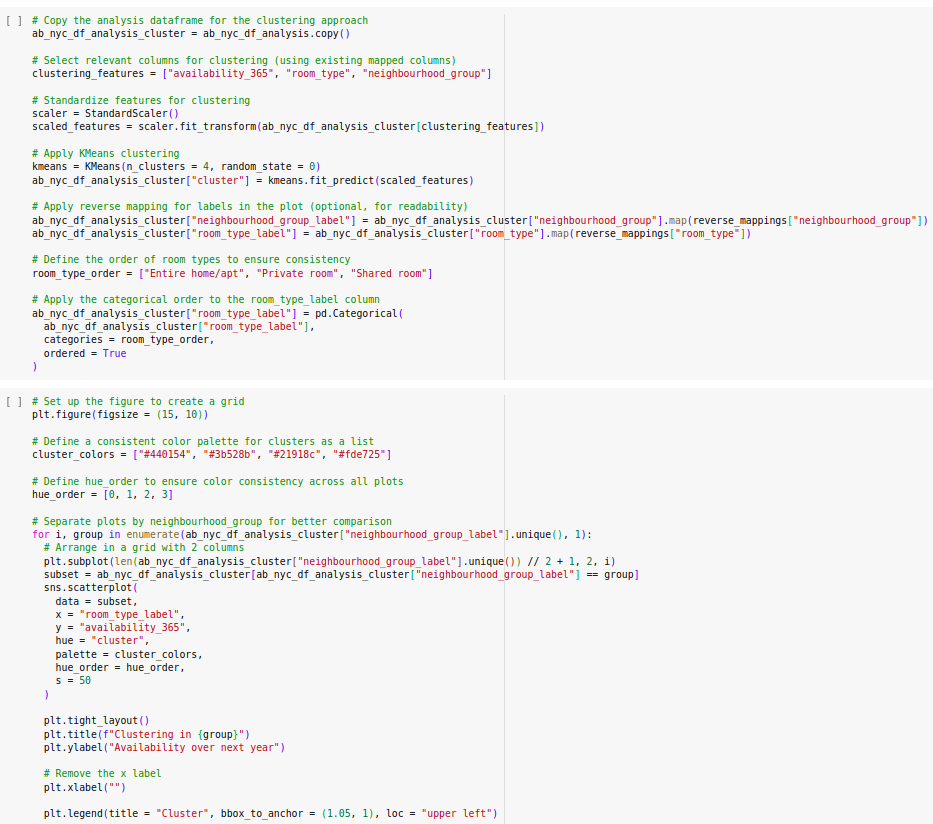 [ ] # Copy the analysis dataframe for the clustering approach
ab_nyc_df_analysis_cluster = ab_nyc_df_analysis.copy()

# Select relevant columns for clustering (using existing mapped columns)
clustering_features = ["availability_365", "room_type", "neighbourhood_group"]

# Standardize features for clustering
scaler = StandardScaler()
scaled_features = scaler.fit_transform(ab_nyc_df_analysis_cluster[clustering_features])

# Apply KMeans clustering
kmeans = KMeans(n_clusters = 4, random_state = 0)
ab_nyc_df_analysis_cluster["cluster"] = kmeans.fit_predict(scaled_features)

# Apply reverse mapping for labels in the plot (optional, for readability)
ab_nyc_df_analysis_cluster["neighbourhood_group_label"] = ab_nyc_df_analysis_cluster["neighbourhood_group"].map(reverse_mappings["neighbourhood_group"])
ab_nyc_df_analysis_cluster["room_type_label"] = ab_nyc_df_analysis_cluster["room_type"].map(reverse_mappings["room_type"])

# Define the order of room types to ensure consistency
room_type_order = ["Entire home/apt", "Private room", "Shared room"]

# Apply the categorical order to the room_type_label column
ab_nyc_df_analysis_cluster["room_type_label"] = pd.Categorical(
  ab_nyc_df_analysis_cluster["room_type_label"],
  categories = room_type_order,
  ordered = True
)

[ ] # Set up the figure to create a grid
plt.figure(figsize = (15, 10))

# Define a consistent color palette for clusters as a list
cluster_colors = ["#440154", "#3b528b", "#21918c", "#fde725"]

# Define hue_order to ensure color consistency across all plots
hue_order = [0, 1, 2, 3]

# Separate plots by neighbourhood_group for better comparison
for i, group in enumerate(ab_nyc_df_analysis_cluster["neighbourhood_group_label"].unique(), 1):
  # Arrange in a grid with 2 columns
  plt.subplot(len(ab_nyc_df_analysis_cluster["neighbourhood_group_label"].unique()) // 2 + 1, 2, i)
  subset = ab_nyc_df_analysis_cluster[ab_nyc_df_analysis_cluster["neighbourhood_group_label"] == group]
  sns.scatterplot(
    data = subset,
    x = "room_type_label",
    y = "availability_365",
    hue = "cluster",
    palette = cluster_colors,
    hue_order = hue_order,
    s = 50
  )

  plt.tight_layout()
  plt.title(f"Clustering in {group}")
  plt.ylabel("Availability over next year")

  # Remove the x label
  plt.xlabel("")

  plt.legend(title = "Cluster", bbox_to_anchor = (1.05, 1), loc = "upper left")